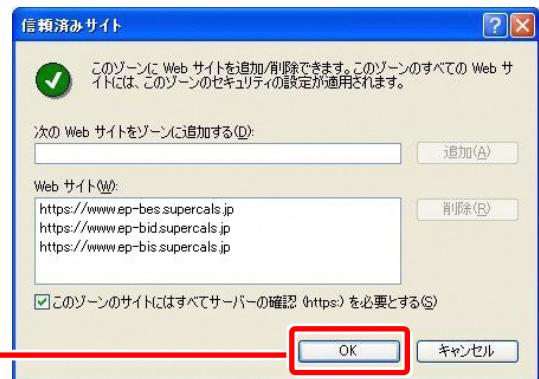 信頼済みサイト
このゾーンに Web サイトを追加/削除できます。このゾーンのすべての Web サ
イトには、このゾーンのセキュリティの設定が適用されます。
次の Web サイトをゾーンに追加する(D):
追加(A)
Web サイト(W):
https://www.ep-bes.supercals.jp
https://www.ep-bid.supercals.jp
https://www.ep-bis.supercals.jp
削除(R)
このゾーンのサイトにはすべてサーバーの確認 (https:) を必要とする(S)
OK
キャンセル